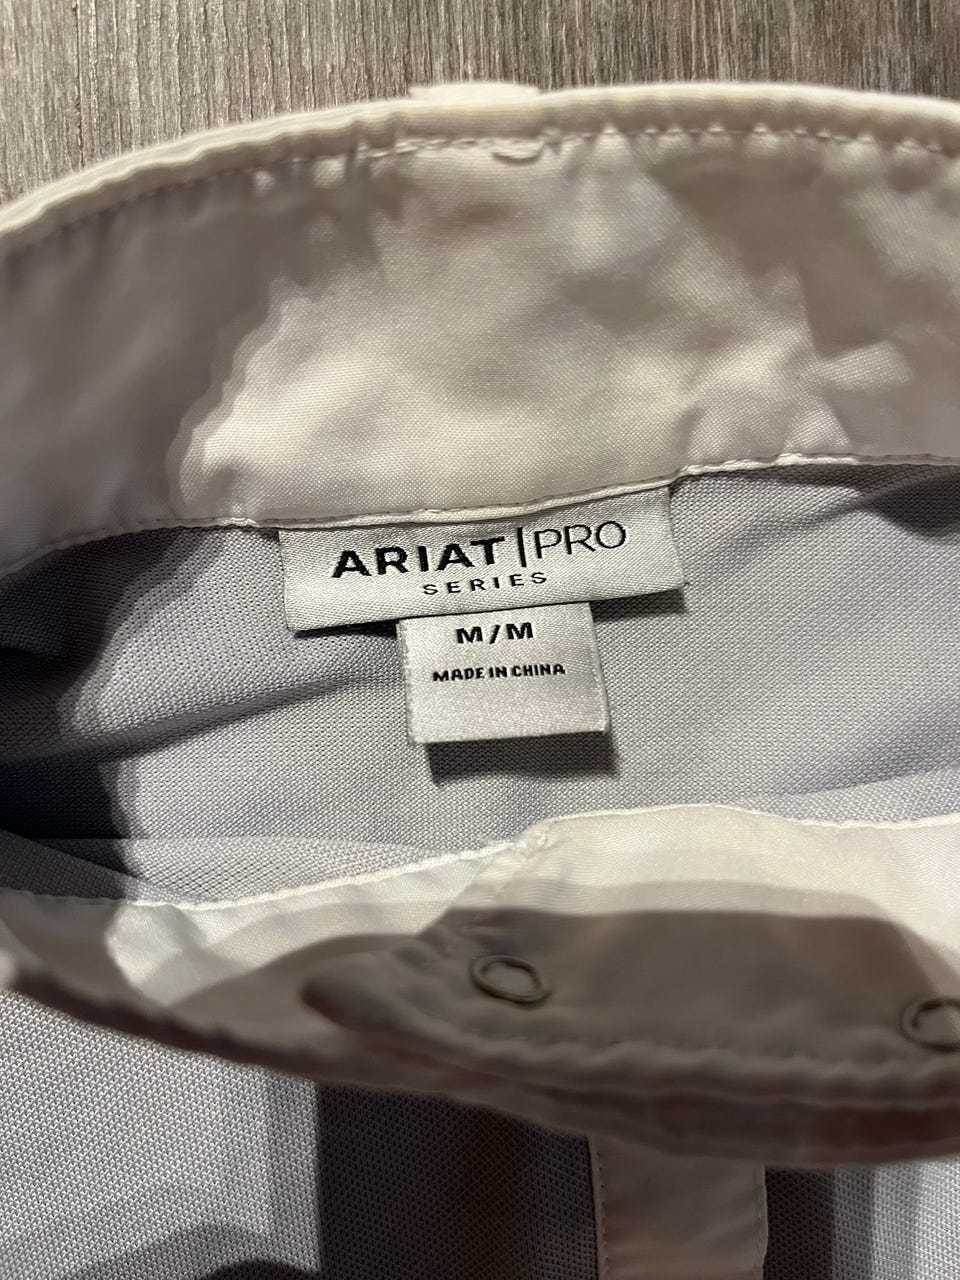 ARIAT|PRO
SERIES
M/M
MADE IN CHINA